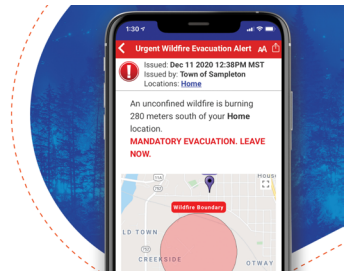 1:30
Urgent Wildfire Evacuation Alert AA
Issued: Dec 11 2020 12:38PM MST
Issued by: Town of Sampleton
Locations: Home
An unconfined wildfire is burning
280 meters south of your Home
location.
MANDATORY EVACUATION. LEAVE
NOW.
Wildfire Boundary
LD TOWN
CREEKSIDE
OTWAY